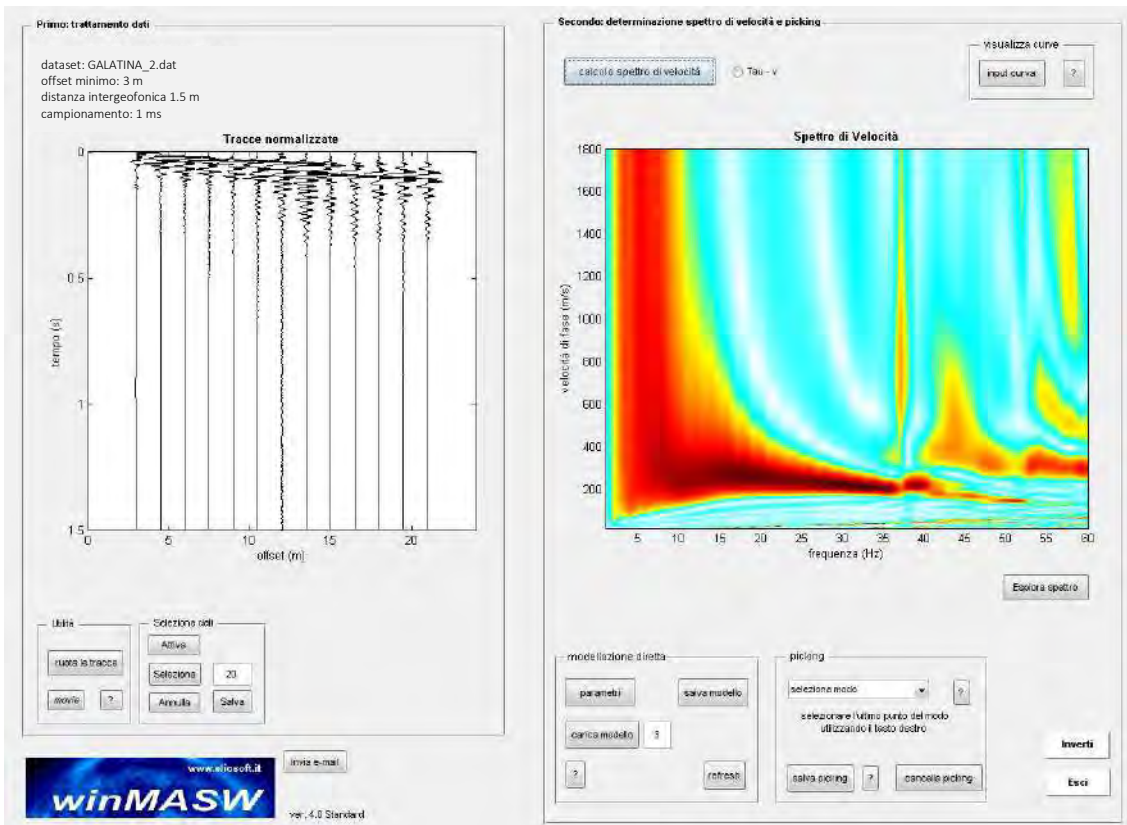 Primo: trattamento dati
dataset: GALATINA_2.dat
offset minimo: 3 m
distanza intergeofonica 1.5 m
campionamento: 1 ms
Tracce normalizzate
0
0.5
1
1.5
tempo (s)
0
5
10
15
20
offset (m)
Utilità
ruota le tracce
movie
?
Selezione dati
Attiva
Seleziona
20
Annulla
Salva
www.eliosoft.it
winMASW
invia e-mail
ver. 4.0 Standard
Secondo: determinazione spettro di velocità e picking
calcolo spettro di velocità
Tau - v
visualizza curve
input curva
?
Spettro di Velocità
1800
1600
1400
1200
1000
800
600
400
200
velocità di fase (m/s)
5
10
15
20
25
30
35
40
45
50
55
60
frequenza (Hz)
Esplora spettro
modellazione diretta
parametri
salva modello
carica modello
3
?
refresh
picking
seleziona modo
?
selezionare l'ultimo punto del modo
utilizzando il tasto destro
salva picking
?
cancella picking
Inverti
Esci